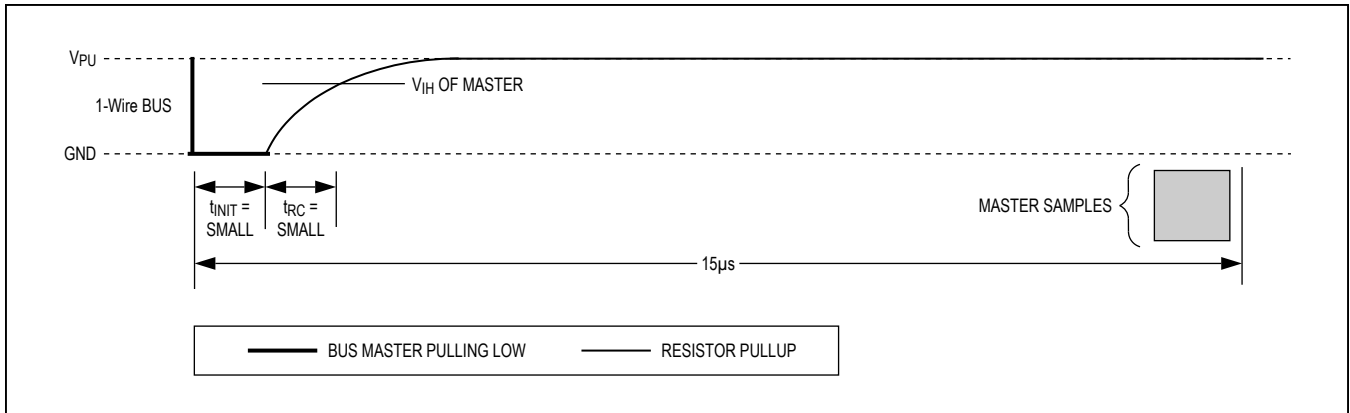 VPU
VIH OF MASTER
1-Wire BUS
GND
tINIT =
SMALL
tRC =
SMALL
MASTER SAMPLES
15µs
BUS MASTER PULLING LOW
RESISTOR PULLUP